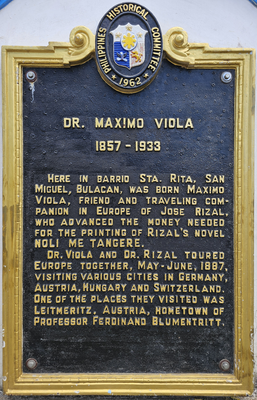 PHILIPPINES HISTORICAL COMMITTEE
1962
DR. MAXIMO VIOLA
1857 - 1933
HERE IN BARRIO STA. RITA, SAN
MIGUEL, BULACAN, WAS BORN MAXIMO
VIOLA, FRIEND AND TRAVELING COM-
PANION IN EUROPE OF JOSE RIZAL,
WHO ADVANCED THE MONEY NEEDED
FOR THE PRINTING OF RIZAL'S NOVEL
NOLI ME TANGERE.
DR. VIOLA AND DR. RIZAL TOURED
EUROPE TOGETHER, MAY-JUNE, 1887,
VISITING VARIOUS CITIES IN GERMANY,
AUSTRIA, HUNGARY AND SWITZERLAND.
ONE OF THE PLACES THEY VISITED WAS
LEITMERITZ, AUSTRIA, HOMETOWN OF
PROFESSOR FERDINAND BLUMENTRITT.